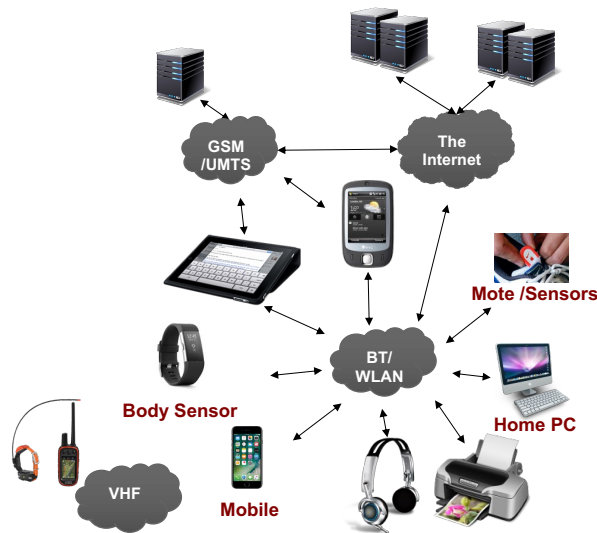 GSM
/UMTS
The
Internet
Mote /Sensors
BT/
WLAN
Body Sensor
Home PC
VHF
Mobile